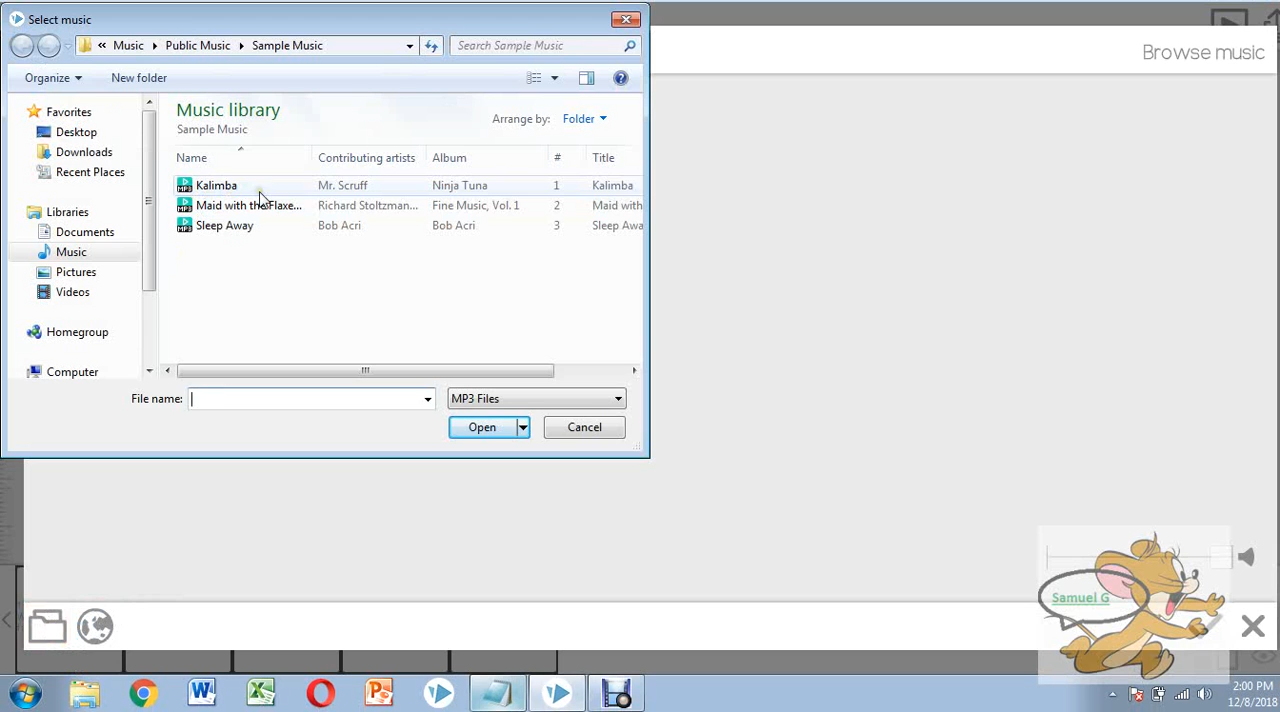 Select music
« Music Public Music Sample Music
Search Sample Music
Browse music
Organize
New folder
Favorites
Desktop
Downloads
Recent Places
Libraries
Documents
Music
Pictures
Videos
Homegroup
Computer
Music library
Sample Music
Arrange by: Folder
Name Contributing artists Album # Title
Kalimba Mr. Scruff Ninja Tuna 1 Kalimba
Maid with the Flaxe... Richard Stoltzman... Fine Music, Vol. 1 2 Maid with
Sleep Away Bob Acri Bob Acri 3 Sleep Awa
File name:
MP3 Files
Open
Cancel
Samuel G
2:00 PM
12/8/2018